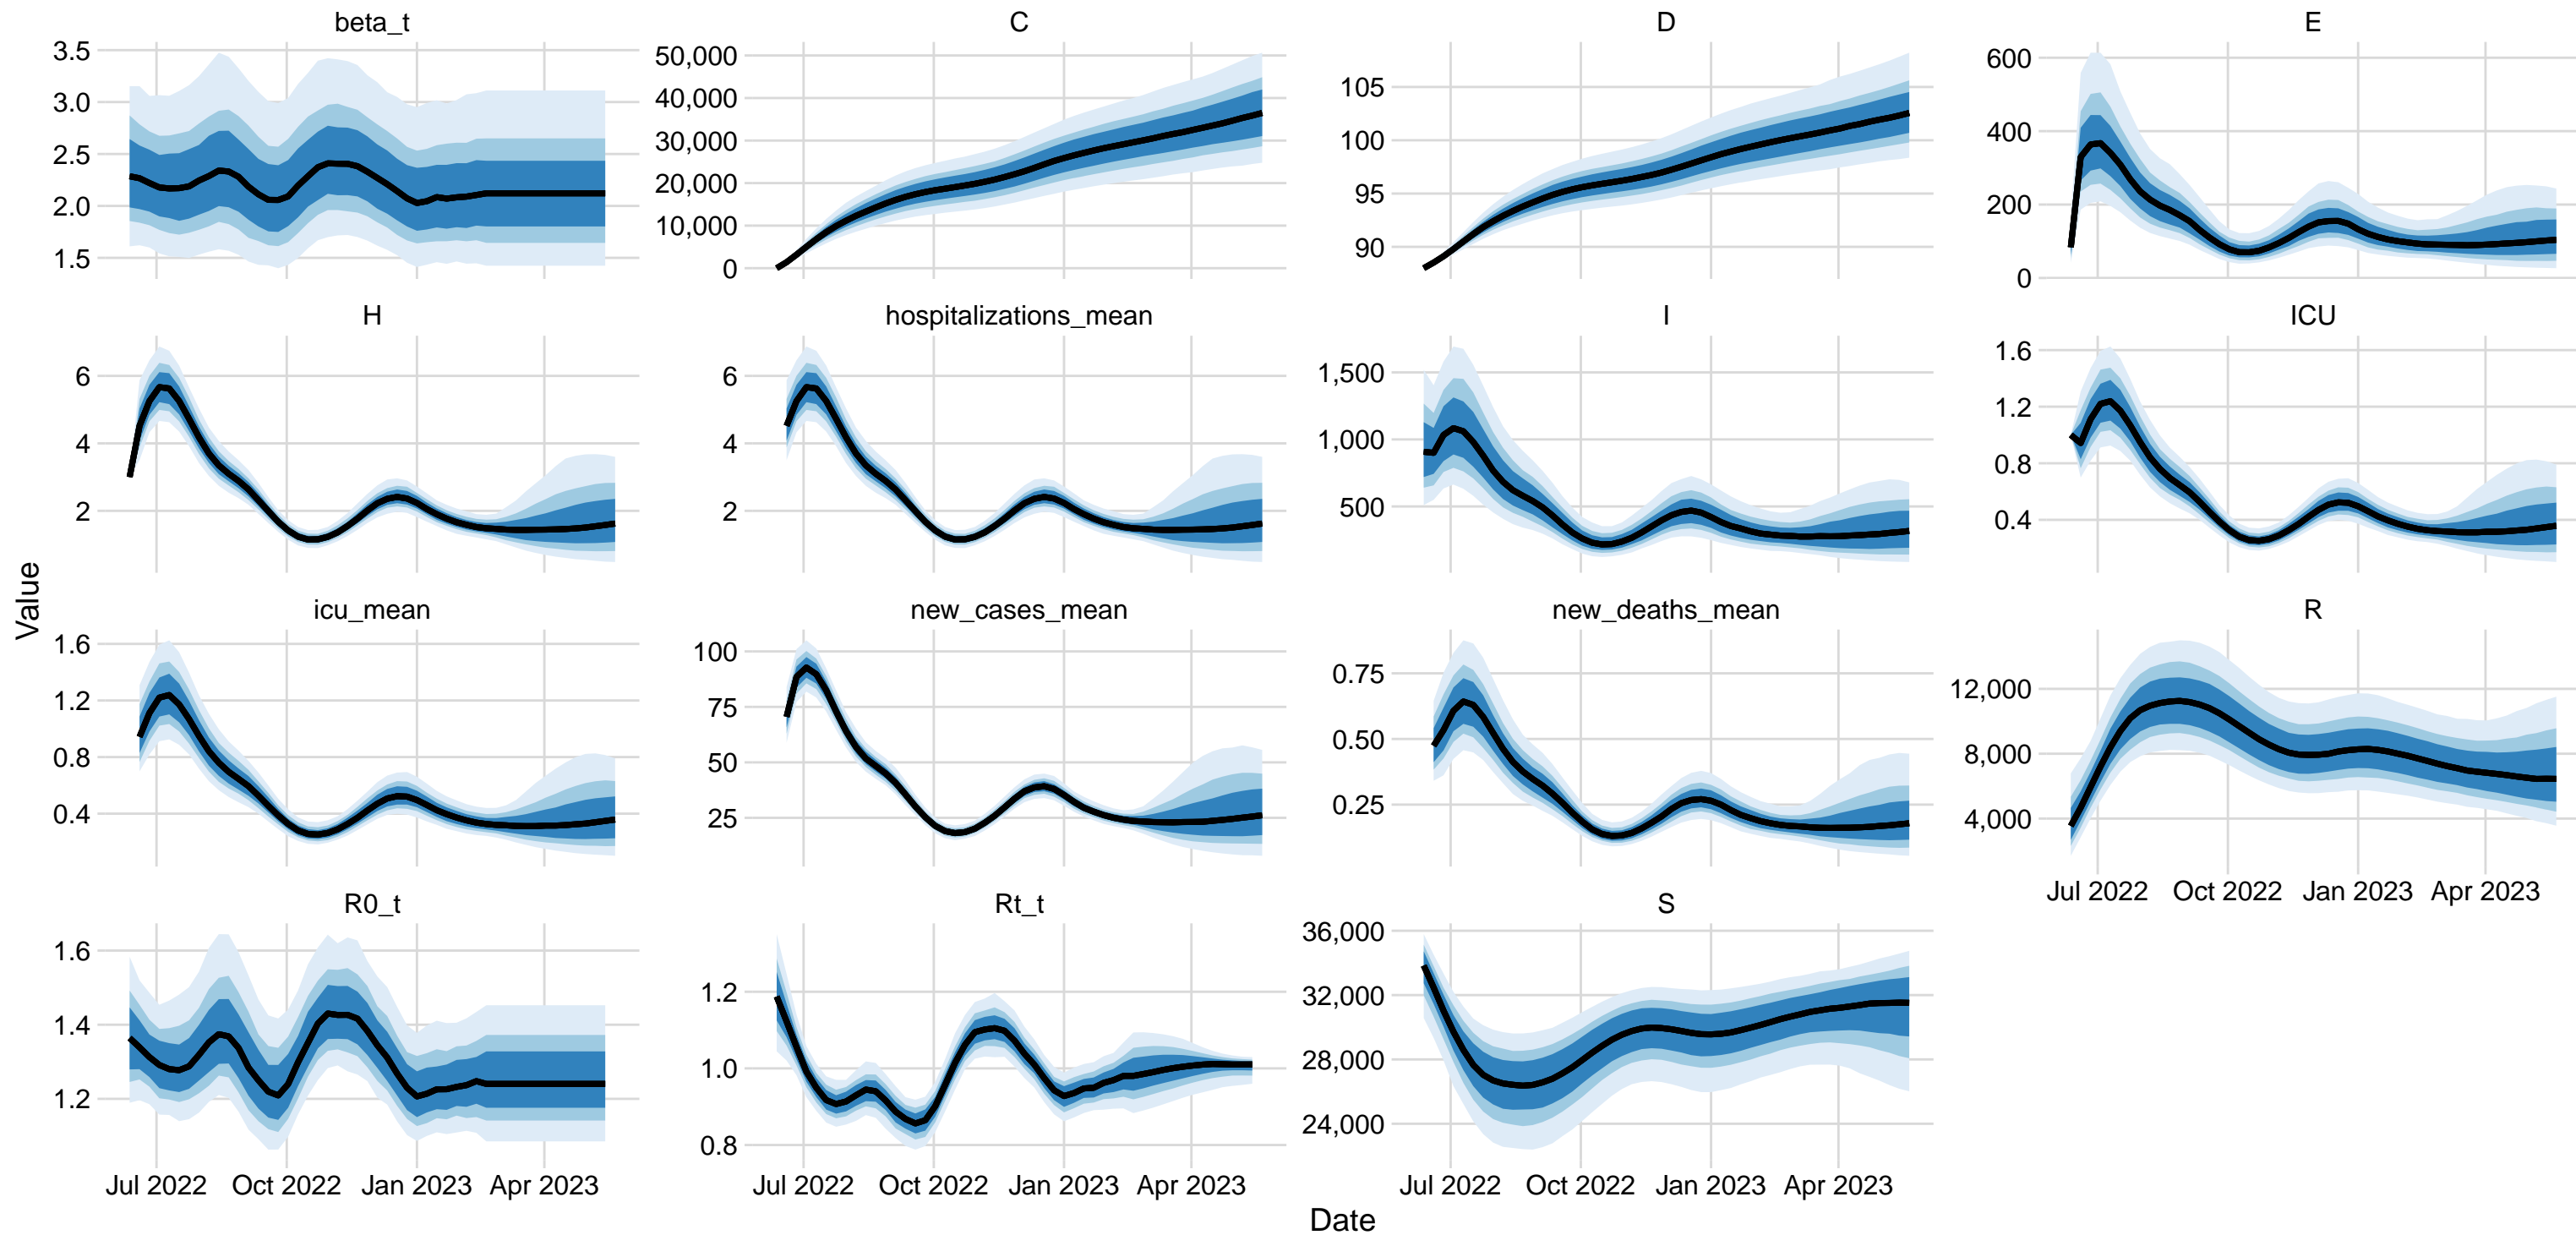 beta_t
C
D
E
3.5
3.0
2.5
2.0
1.5
50,000
40,000
30,000
20,000
10,000
0
105
100
95
90
600
400
200
0
H
hospitalizations_mean
I
ICU
6
4
2
6
4
2
1,500
1,000
500
1.6
1.2
0.8
0.4
Value
icu_mean
new_cases_mean
new_deaths_mean
R
1.6
1.2
0.8
0.4
100
75
50
25
0.75
0.50
0.25
12,000
8,000
4,000
Jul 2022 Oct 2022 Jan 2023 Apr 2023
R0_t
Rt_t
S
1.6
1.4
1.2
1.2
1.0
0.8
36,000
32,000
28,000
24,000
Jul 2022 Oct 2022 Jan 2023 Apr 2023
Jul 2022 Oct 2022 Jan 2023 Apr 2023
Jul 2022 Oct 2022 Jan 2023 Apr 2023
Date